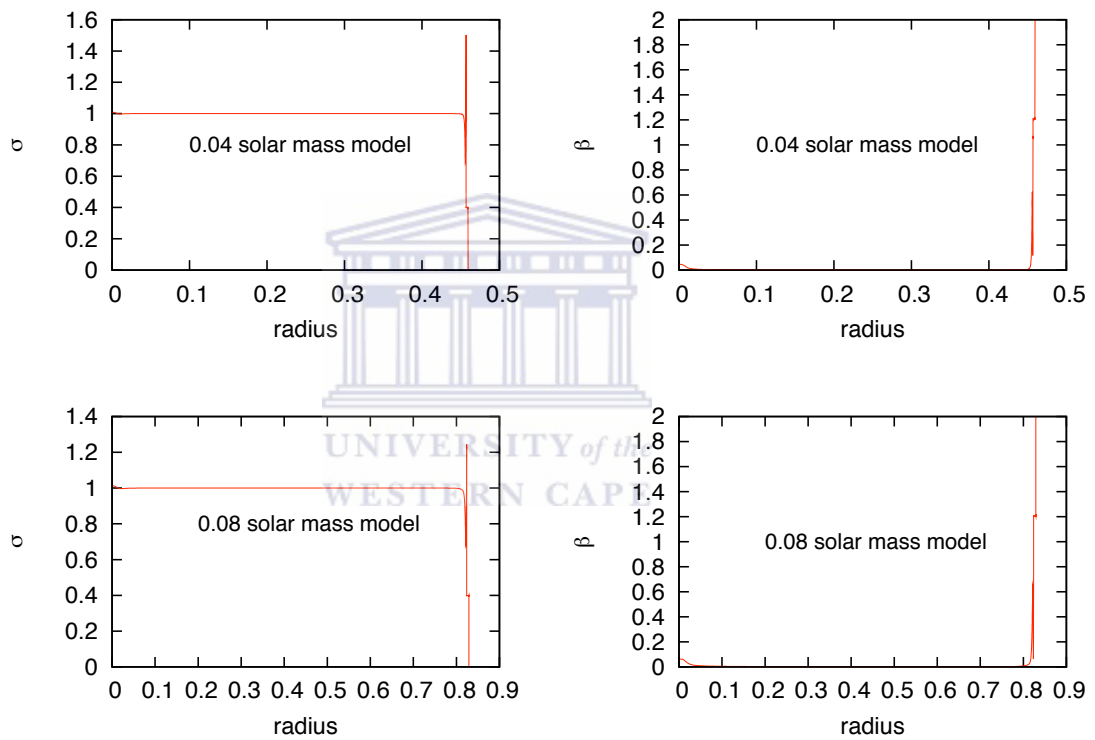 1.6
1.4
1.2
1
0.8
0.6
0.4
0.2
0
σ
0.04 solar mass model
0 0.1 0.2 0.3 0.4 0.5
radius
2
1.8
1.6
1.4
1.2
1
0.8
0.6
0.4
0.2
0
β
0.04 solar mass model
0 0.1 0.2 0.3 0.4 0.5
radius
1.4
1.2
1
0.8
0.6
0.4
0.2
0
σ
0.08 solar mass model
0 0.1 0.2 0.3 0.4 0.5 0.6 0.7 0.8 0.9
radius
2
1.8
1.6
1.4
1.2
1
0.8
0.6
0.4
0.2
0
β
0.08 solar mass model
0 0.1 0.2 0.3 0.4 0.5 0.6 0.7 0.8 0.9
radius
UNIVERSITY of the
WESTERN CAPE